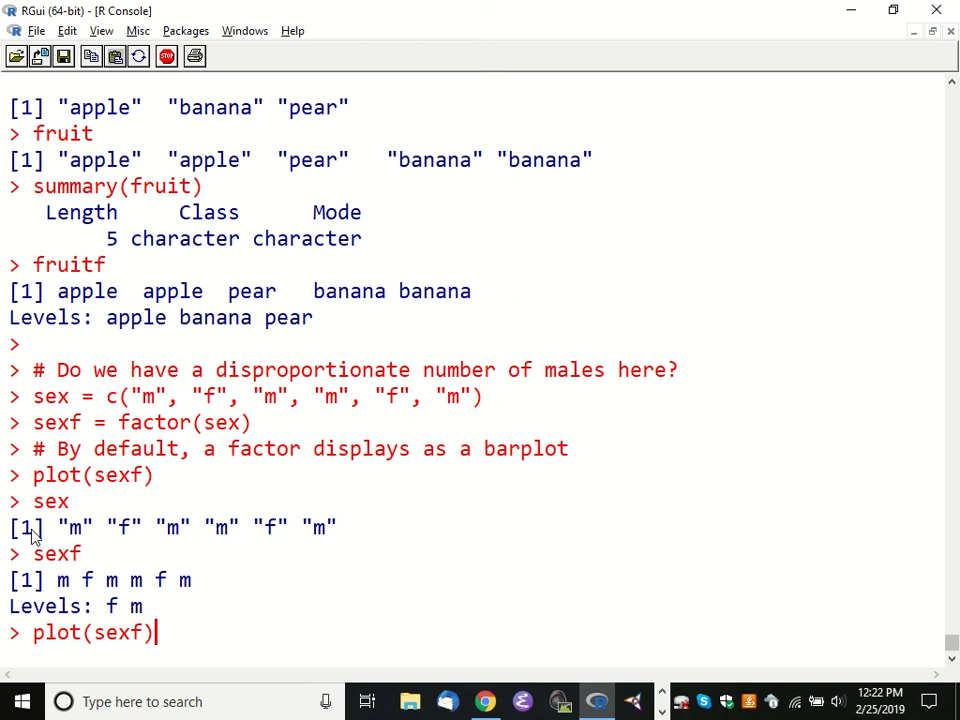 RGui (64-bit) - [R Console]
File Edit View Misc Packages Windows Help
STOP
[1] "apple"  "banana" "pear"
> fruit
[1] "apple"  "apple"  "pear"   "banana" "banana"
> summary(fruit)
   Length     Class      Mode
        5 character character
> fruitf
[1] apple  apple  pear   banana banana
Levels: apple banana pear
>
> # Do we have a disproportionate number of males here?
> sex = c("m", "f", "m", "m", "f", "m")
> sexf = factor(sex)
> # By default, a factor displays as a barplot
> plot(sexf)
> sex
[1] "m" "f" "m" "m" "f" "m"
> sexf
[1] m f m m f m
Levels: f m
> plot(sexf)
Type here to search
12:22 PM
2/25/2019